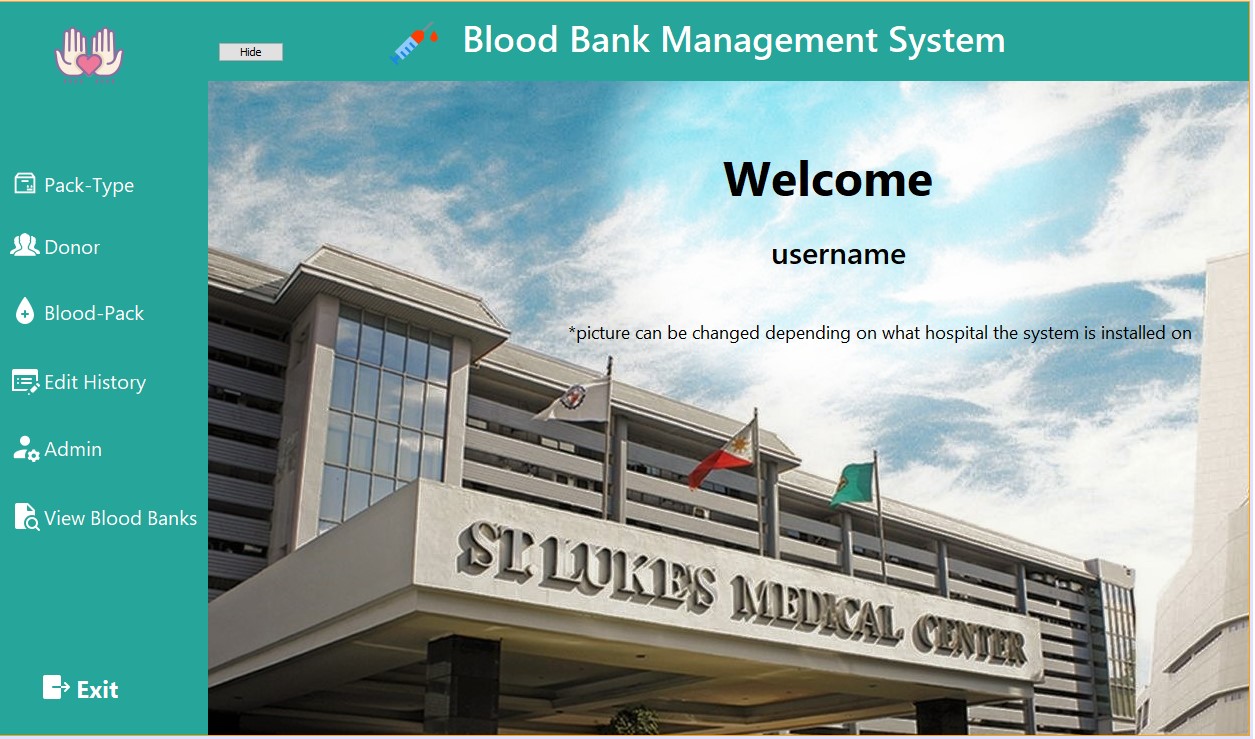 Hide
Blood Bank Management System
Pack-Type
Donor
Blood-Pack
Edit History
Admin
View Blood Banks
Exit
Welcome
username
*picture can be changed depending on what hospital the system is installed on
ST. LUKE'S MEDICAL CENTER